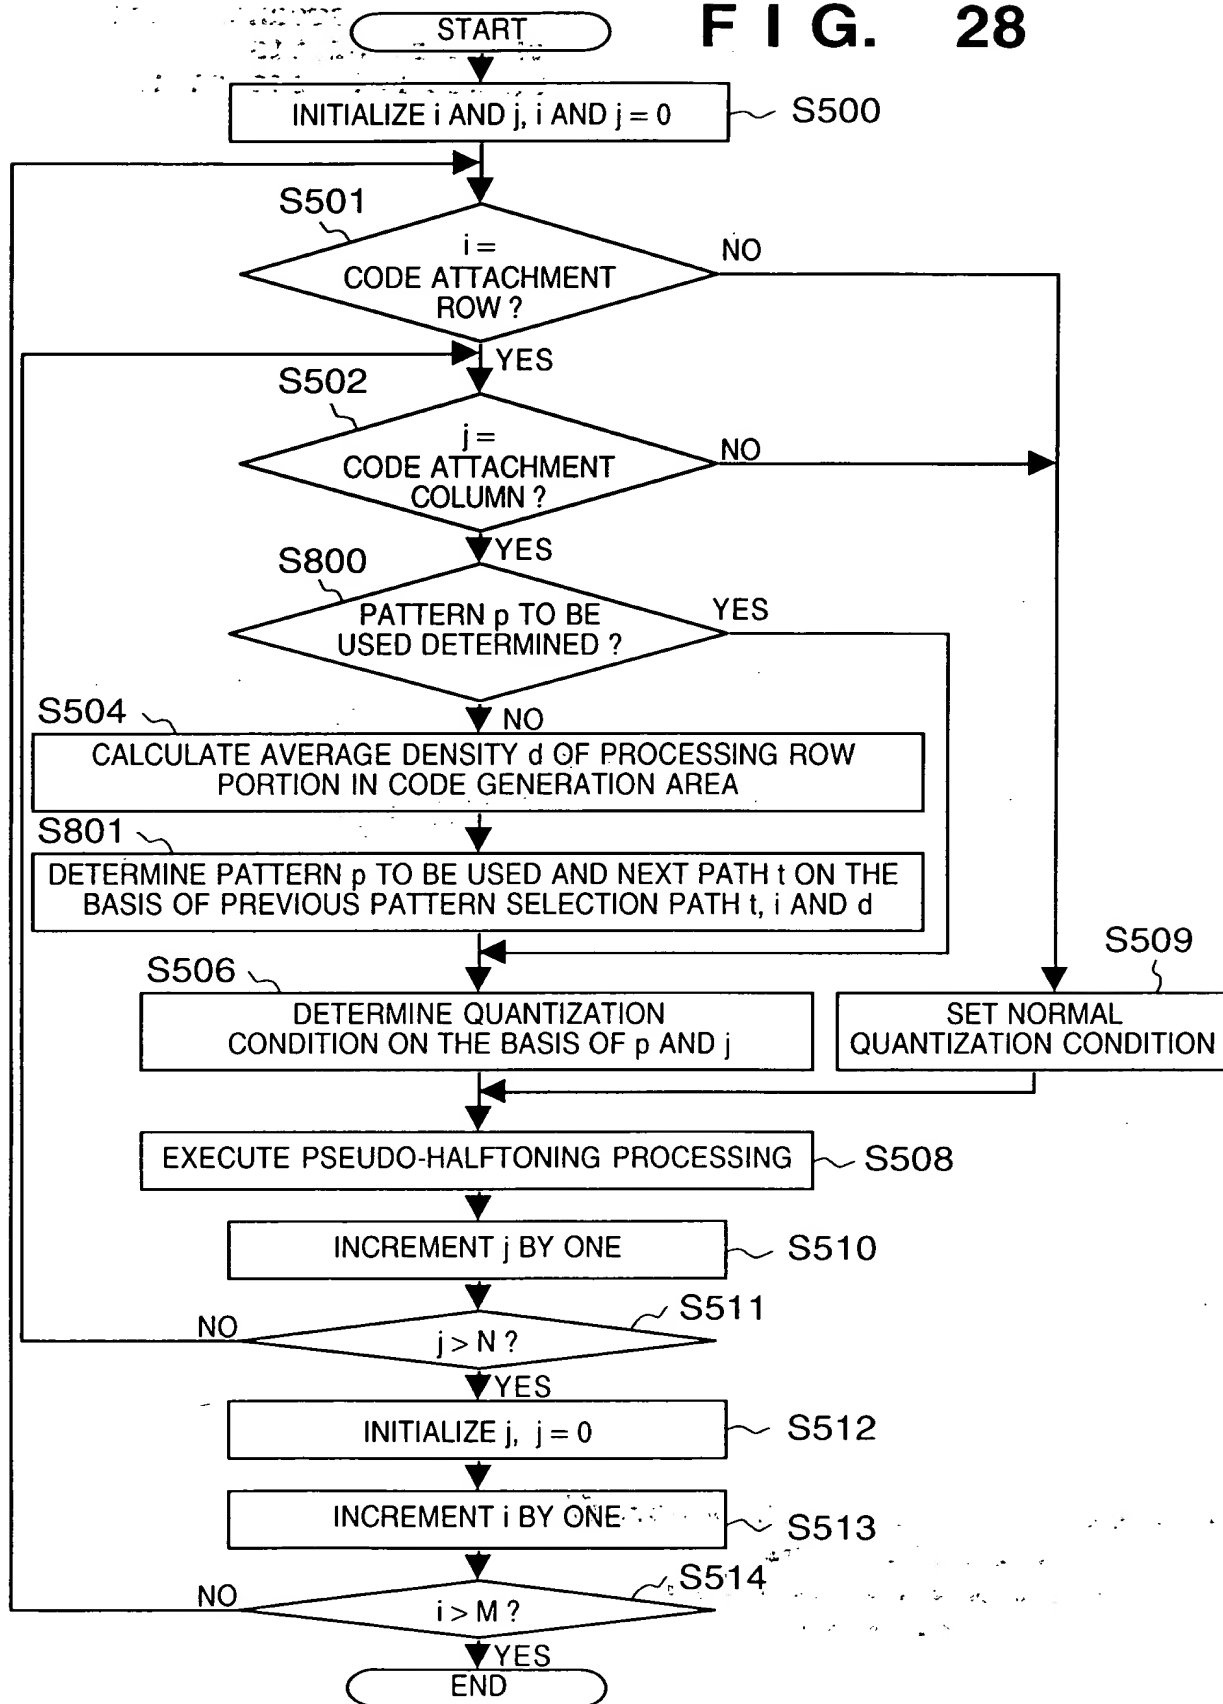 FIG. 28
START
INITIALIZE i AND j, i AND j = 0
S500
S501
i =
CODE ATTACHMENT
ROW ?
NO
YES
S502
j =
CODE ATTACHMENT
COLUMN ?
NO
YES
S800
PATTERN p TO BE
USED DETERMINED ?
YES
NO
S504
CALCULATE AVERAGE DENSITY d OF PROCESSING ROW
PORTION IN CODE GENERATION AREA
S801
DETERMINE PATTERN p TO BE USED AND NEXT PATH t ON THE
BASIS OF PREVIOUS PATTERN SELECTION PATH t, i AND d
S506
DETERMINE QUANTIZATION
CONDITION ON THE BASIS OF p AND j
S509
SET NORMAL
QUANTIZATION CONDITION
EXECUTE PSEUDO-HALFTONING PROCESSING
S508
INCREMENT j BY ONE
S510
S511
j > N ?
NO
YES
INITIALIZE j, j = 0
S512
INCREMENT i BY ONE
S513
S514
i > M ?
NO
YES
END